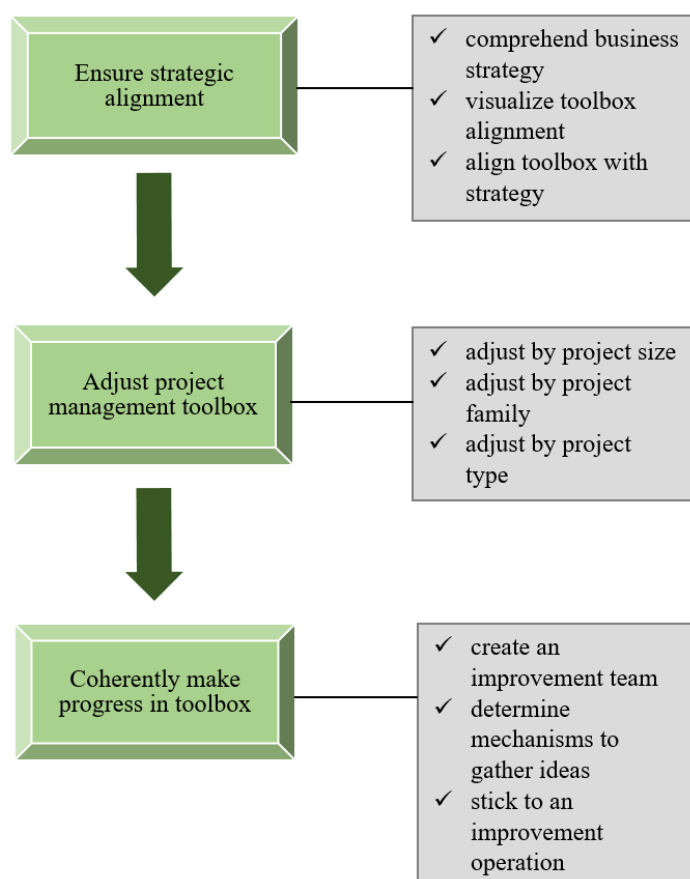 Ensure strategic
alignment
✓ comprehend business
strategy
✓ visualize toolbox
alignment
✓ align toolbox with
strategy
Adjust project
management toolbox
✓ adjust by project size
✓ adjust by project
family
✓ adjust by project
type
Coherently make
progress in toolbox
✓ create an
improvement team
✓ determine
mechanisms to
gather ideas
✓ stick to an
improvement
operation